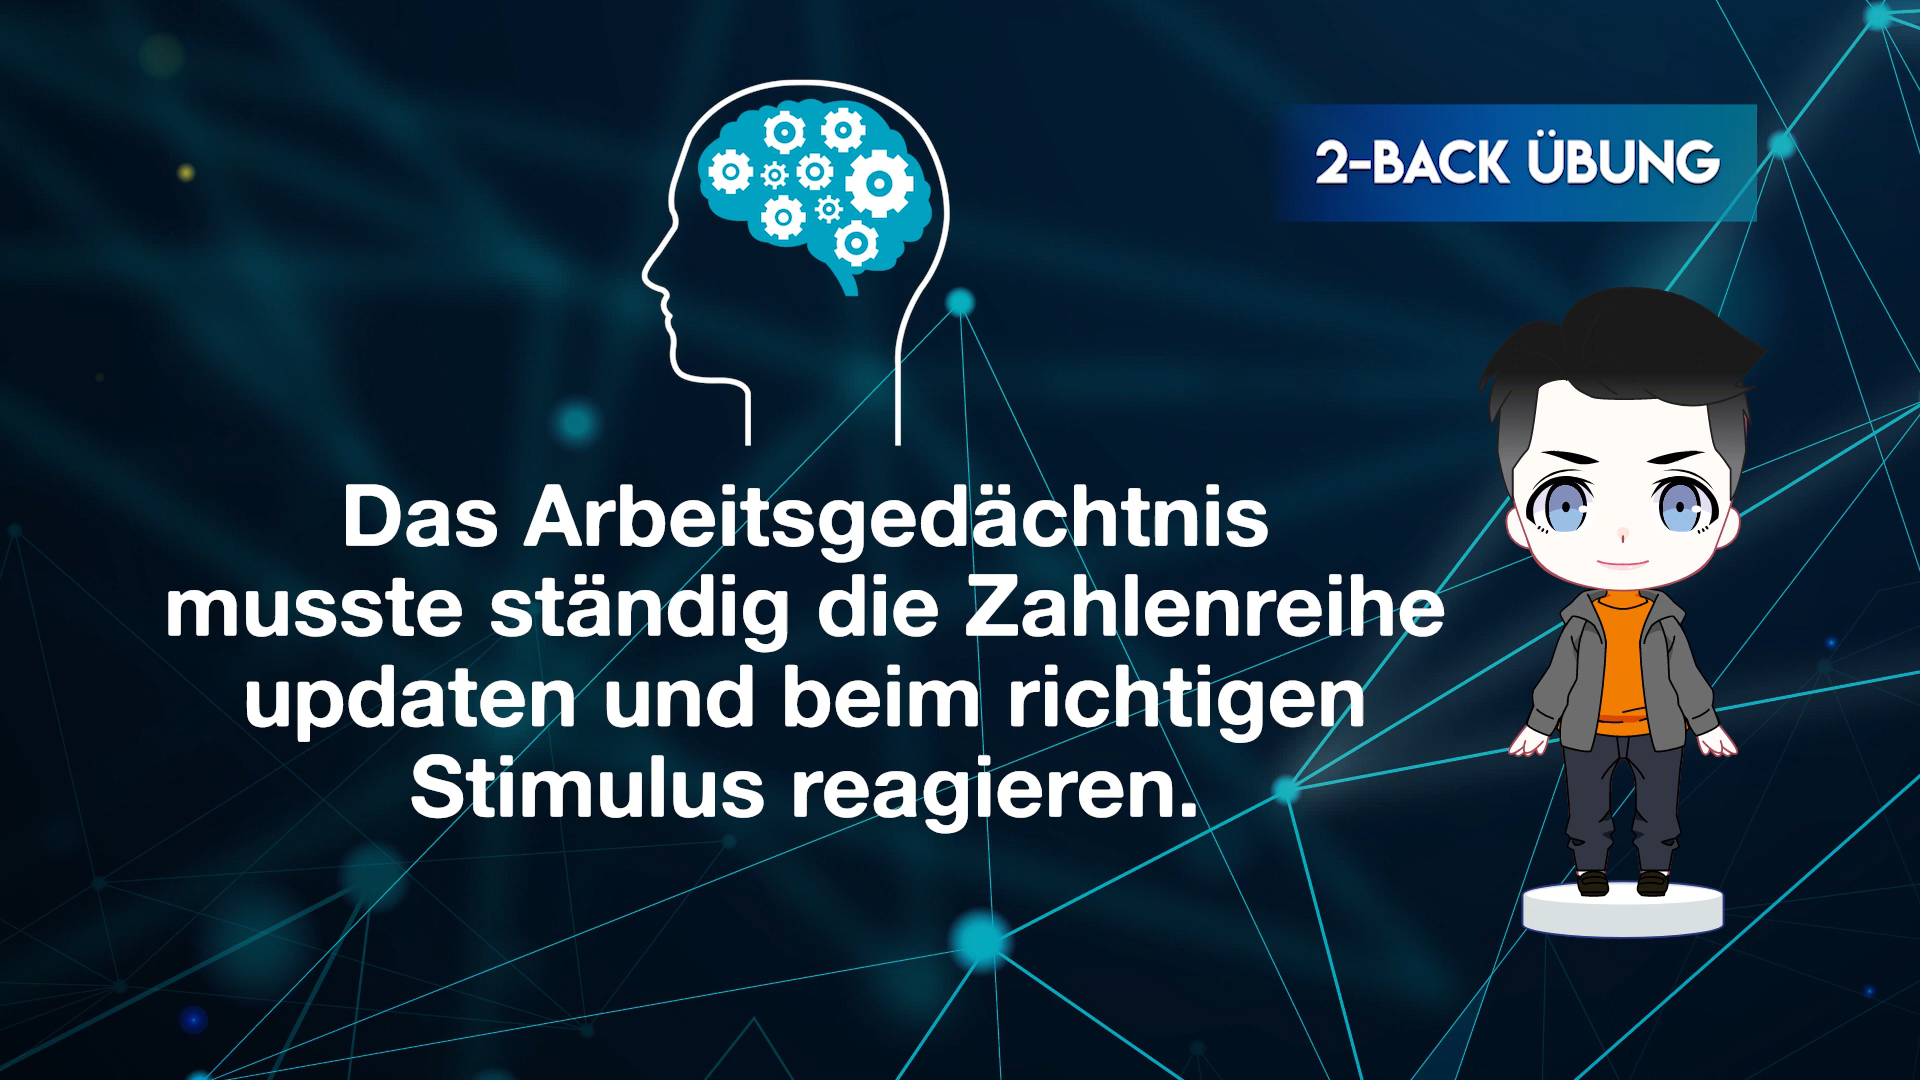 2-BACK ÜBUNG
Das Arbeitsgedächtnis
musste ständig die Zahlenreihe
updaten und beim richtigen
Stimulus reagieren.